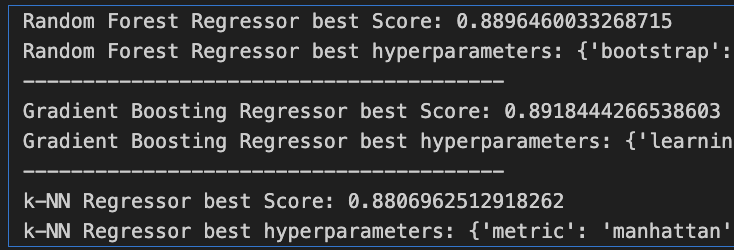 Random Forest Regressor best Score: 0.8896460033268715
Random Forest Regressor best hyperparameters: {'bootstrap':
----------------------------------------
Gradient Boosting Regressor best Score: 0.8918444266538603
Gradient Boosting Regressor best hyperparameters: {'learnin
----------------------------------------
k-NN Regressor best Score: 0.8806962512918262
k-NN Regressor best hyperparameters: {'metric': 'manhattan'